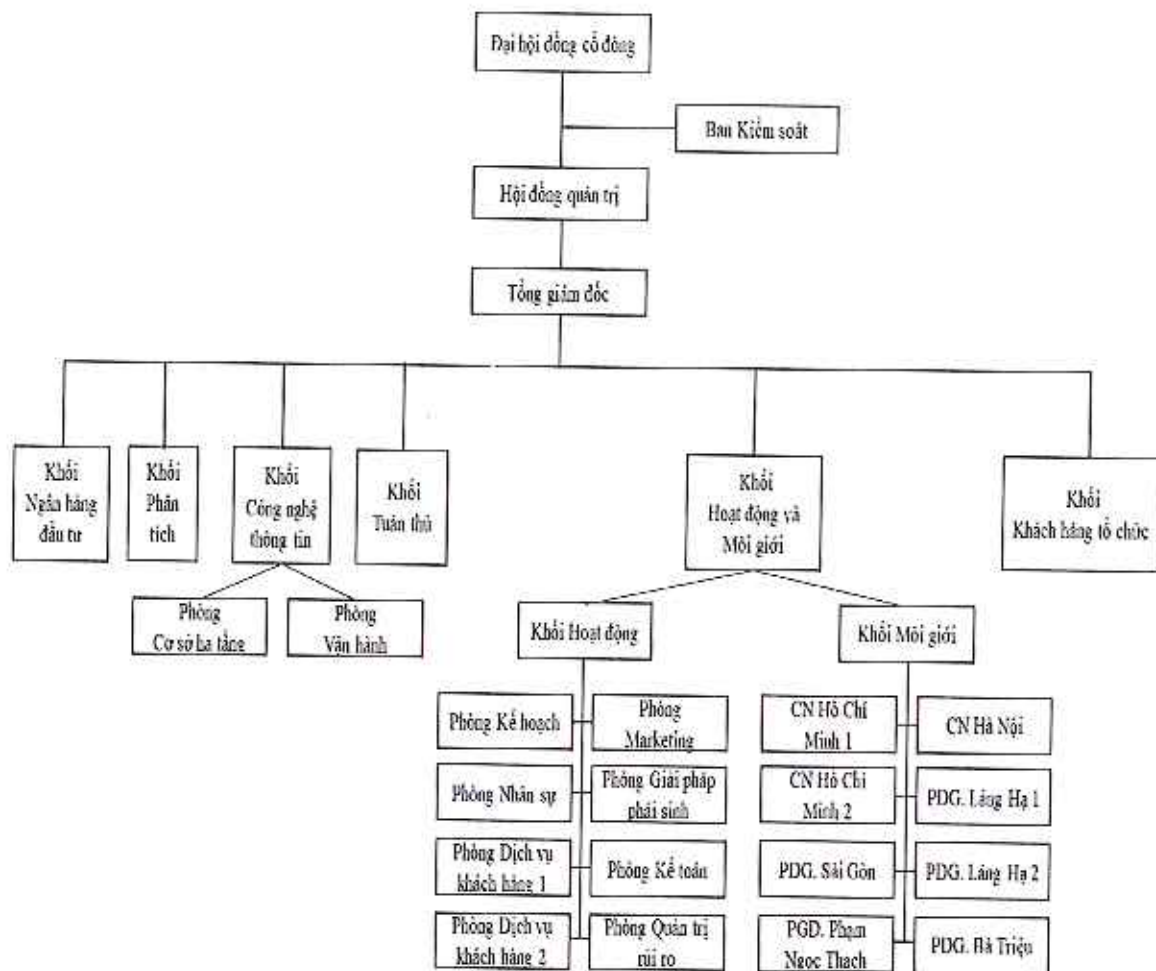 Đại hội đồng cổ đông
Ban Kiểm soát
Hội đồng quản trị
Tổng giám đốc
Khối
Ngân hàng
đầu tư
Khối
Phân
tích
Khối
Công nghệ
thông tin
Khối
Tuân thủ
Khối
Hoạt động và
Môi giới
Khối
Khách hàng tổ chức
Phòng
Cơ sở hạ tầng
Phòng
Vận hành
Khối Hoạt động
Khối Môi giới
Phòng Kế hoạch
Phòng
Marketing
CN Hồ Chí
Minh 1
CN Hà Nội
Phòng Nhân sự
Phòng Giải pháp
phái sinh
CN Hồ Chí
Minh 2
PDG. Láng Hạ 1
Phòng Dịch vụ
khách hàng 1
Phòng Kế toán
PDG. Sài Gòn
PDG. Láng Hạ 2
Phòng Dịch vụ
khách hàng 2
Phòng Quản trị
rủi ro
PGD. Phạm
Ngọc Thạch
PDG. Bà Triệu